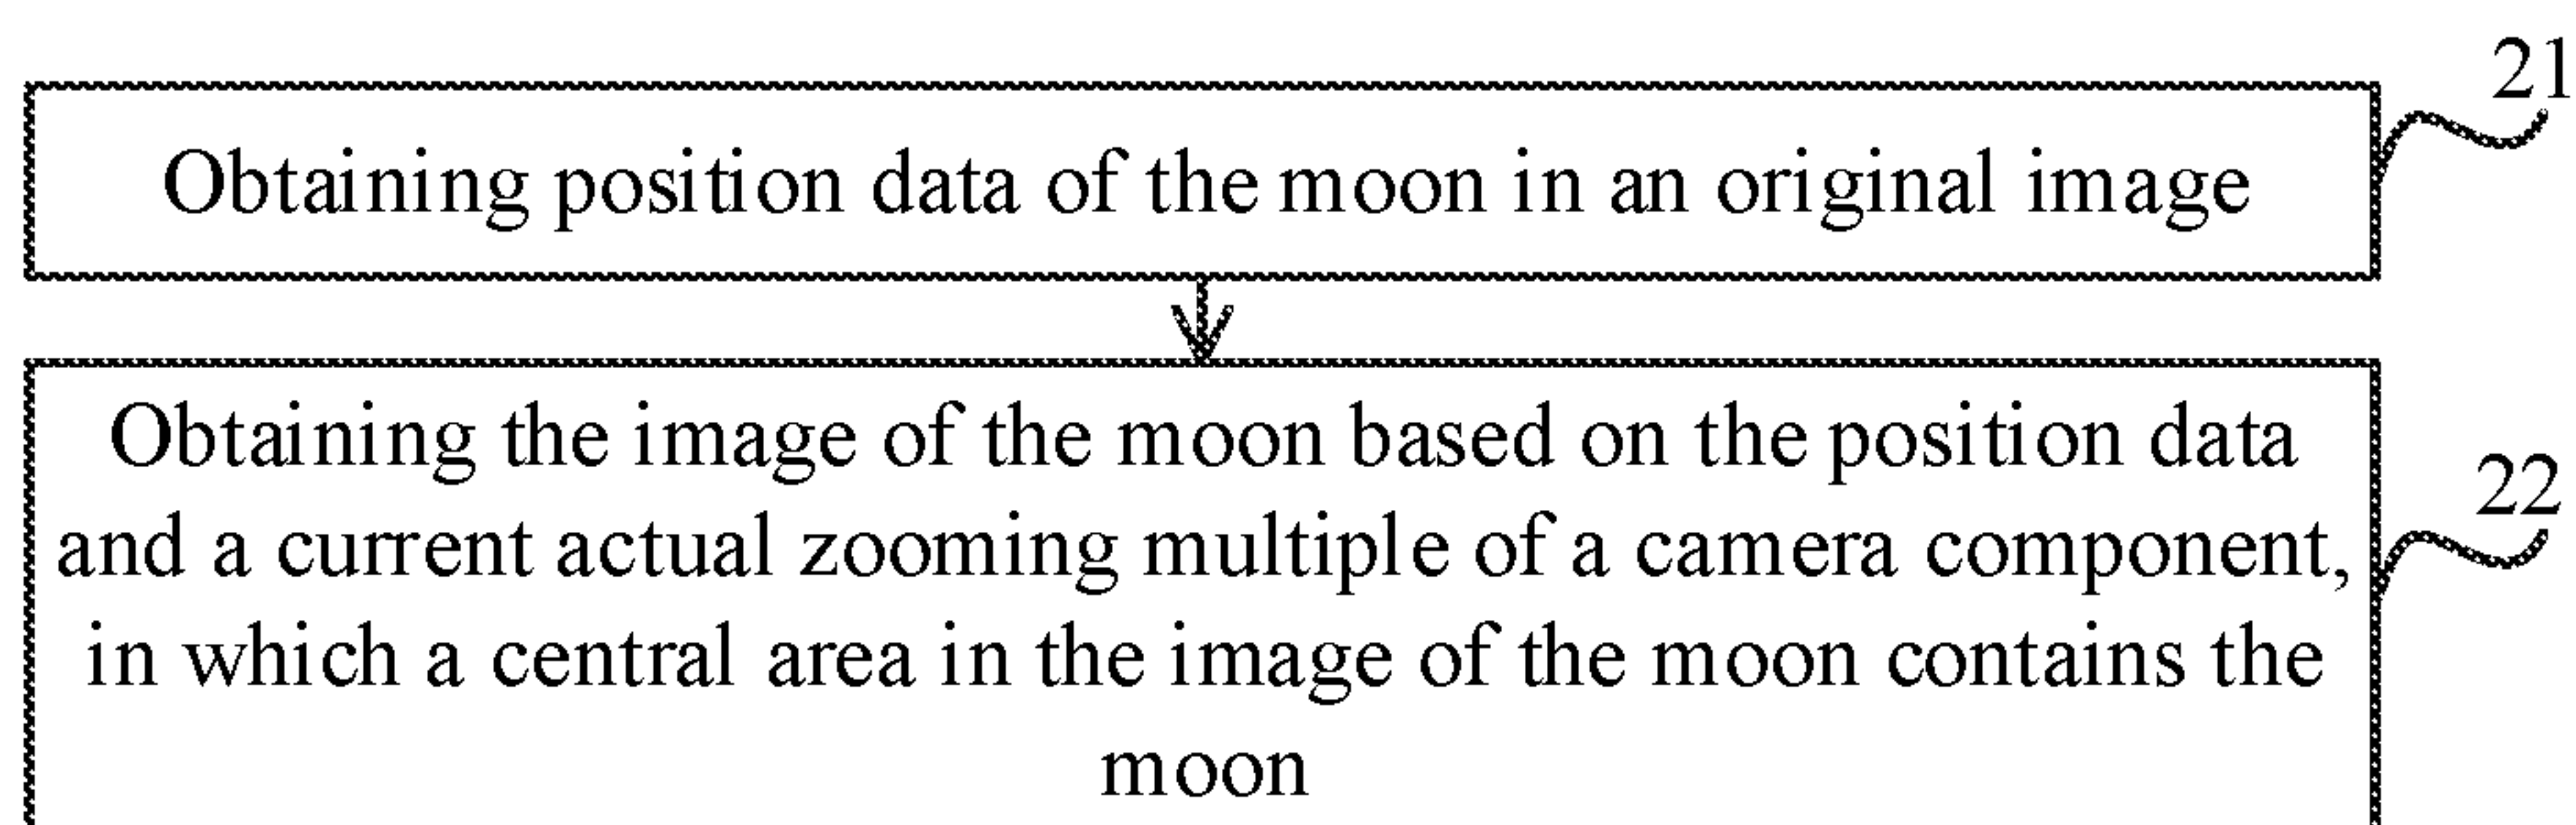 21
Obtaining position data of the moon in an original image
Obtaining the image of the moon based on the position data
22
and a current actual zooming multiple of a camera component,
in which a central area in the image of the moon contains the
moon